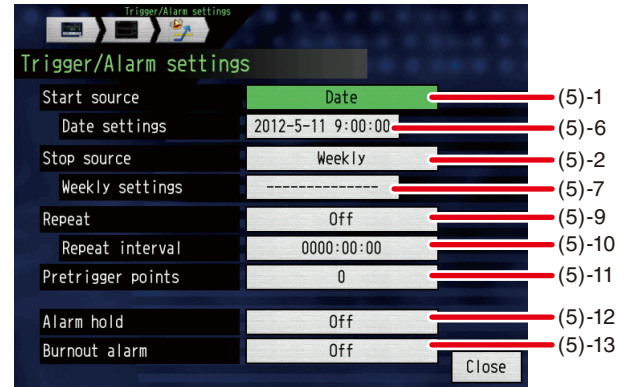 Trigger/Alarm settings
Trigger/Alarm settings
Start source Date (5)-1
Date settings 2012-5-11 9:00:00 (5)-6
Stop source Weekly (5)-2
Weekly settings -------------- (5)-7
Repeat Off (5)-9
Repeat interval 0000:00:00 (5)-10
Pretrigger points 0 (5)-11
Alarm hold Off (5)-12
Burnout alarm Off (5)-13
Close